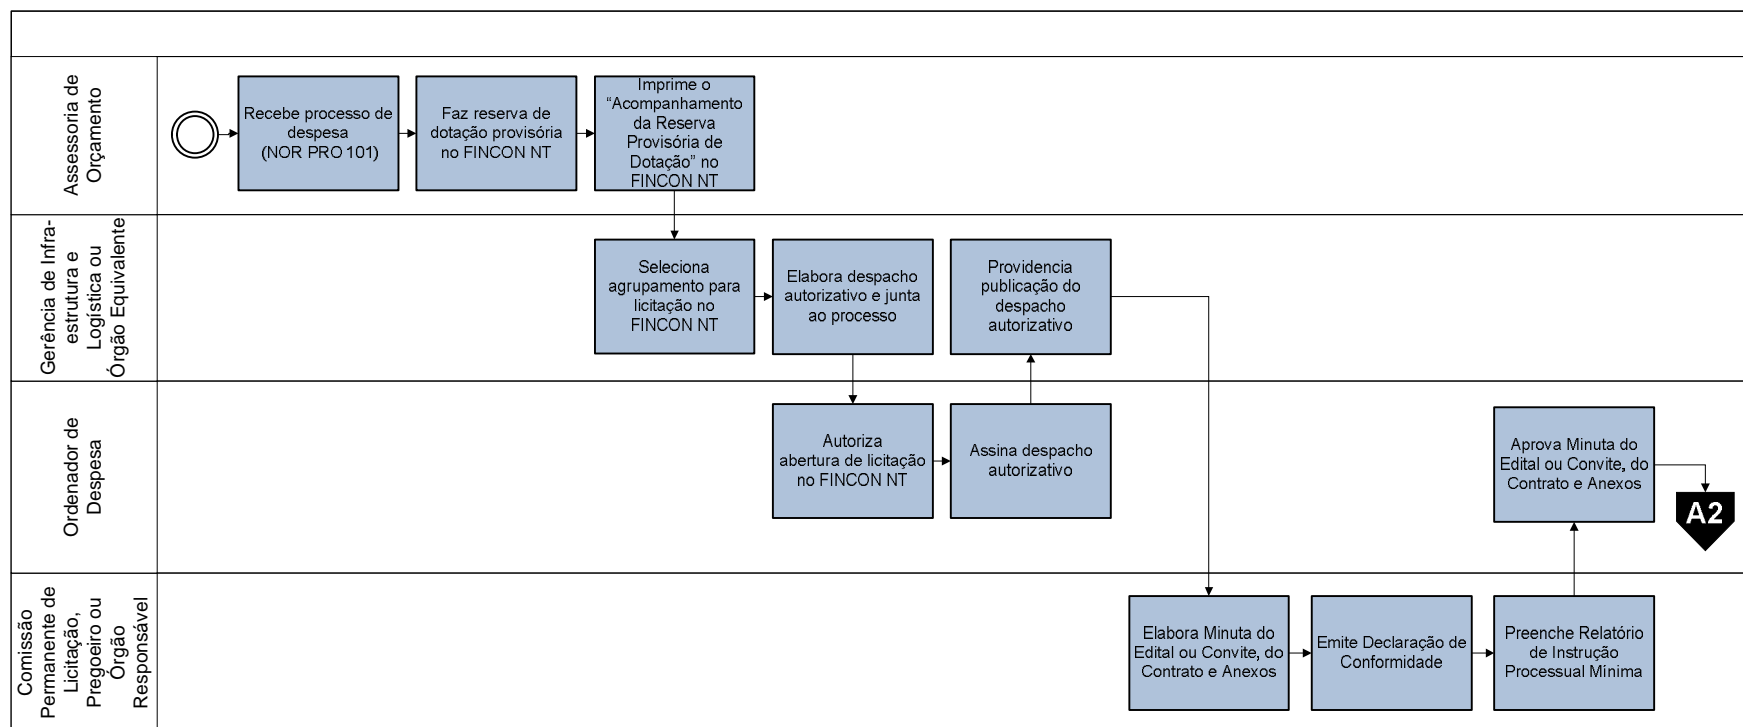 Assessoria de
Orçamento
Recebe processo de
despesa
(NOR PRO 101)
Faz reserva de
dotação provisória
no FINCON NT
Imprime o
“Acompanhamento
da Reserva
Provisória de
Dotação” no
FINCON NT
Gerência de Infra-
estrutura e
Logística ou
Órgão Equivalente
Seleciona
agrupamento para
licitação no
FINCON NT
Elabora despacho
autorizativo e junta
ao processo
Providencia
publicação do
despacho
autorizativo
Ordenador de
Despesa
Autoriza
abertura de licitação
no FINCON NT
Assina despacho
autorizativo
Aprova Minuta do
Edital ou Convite, do
Contrato e Anexos
A2
Comissão
Permanente de
Licitação,
Pregoeiro ou
Órgão
Responsável
Elabora Minuta do
Edital ou Convite, do
Contrato e Anexos
Emite Declaração de
Conformidade
Preenche Relatório
de Instrução
Processual Mínima